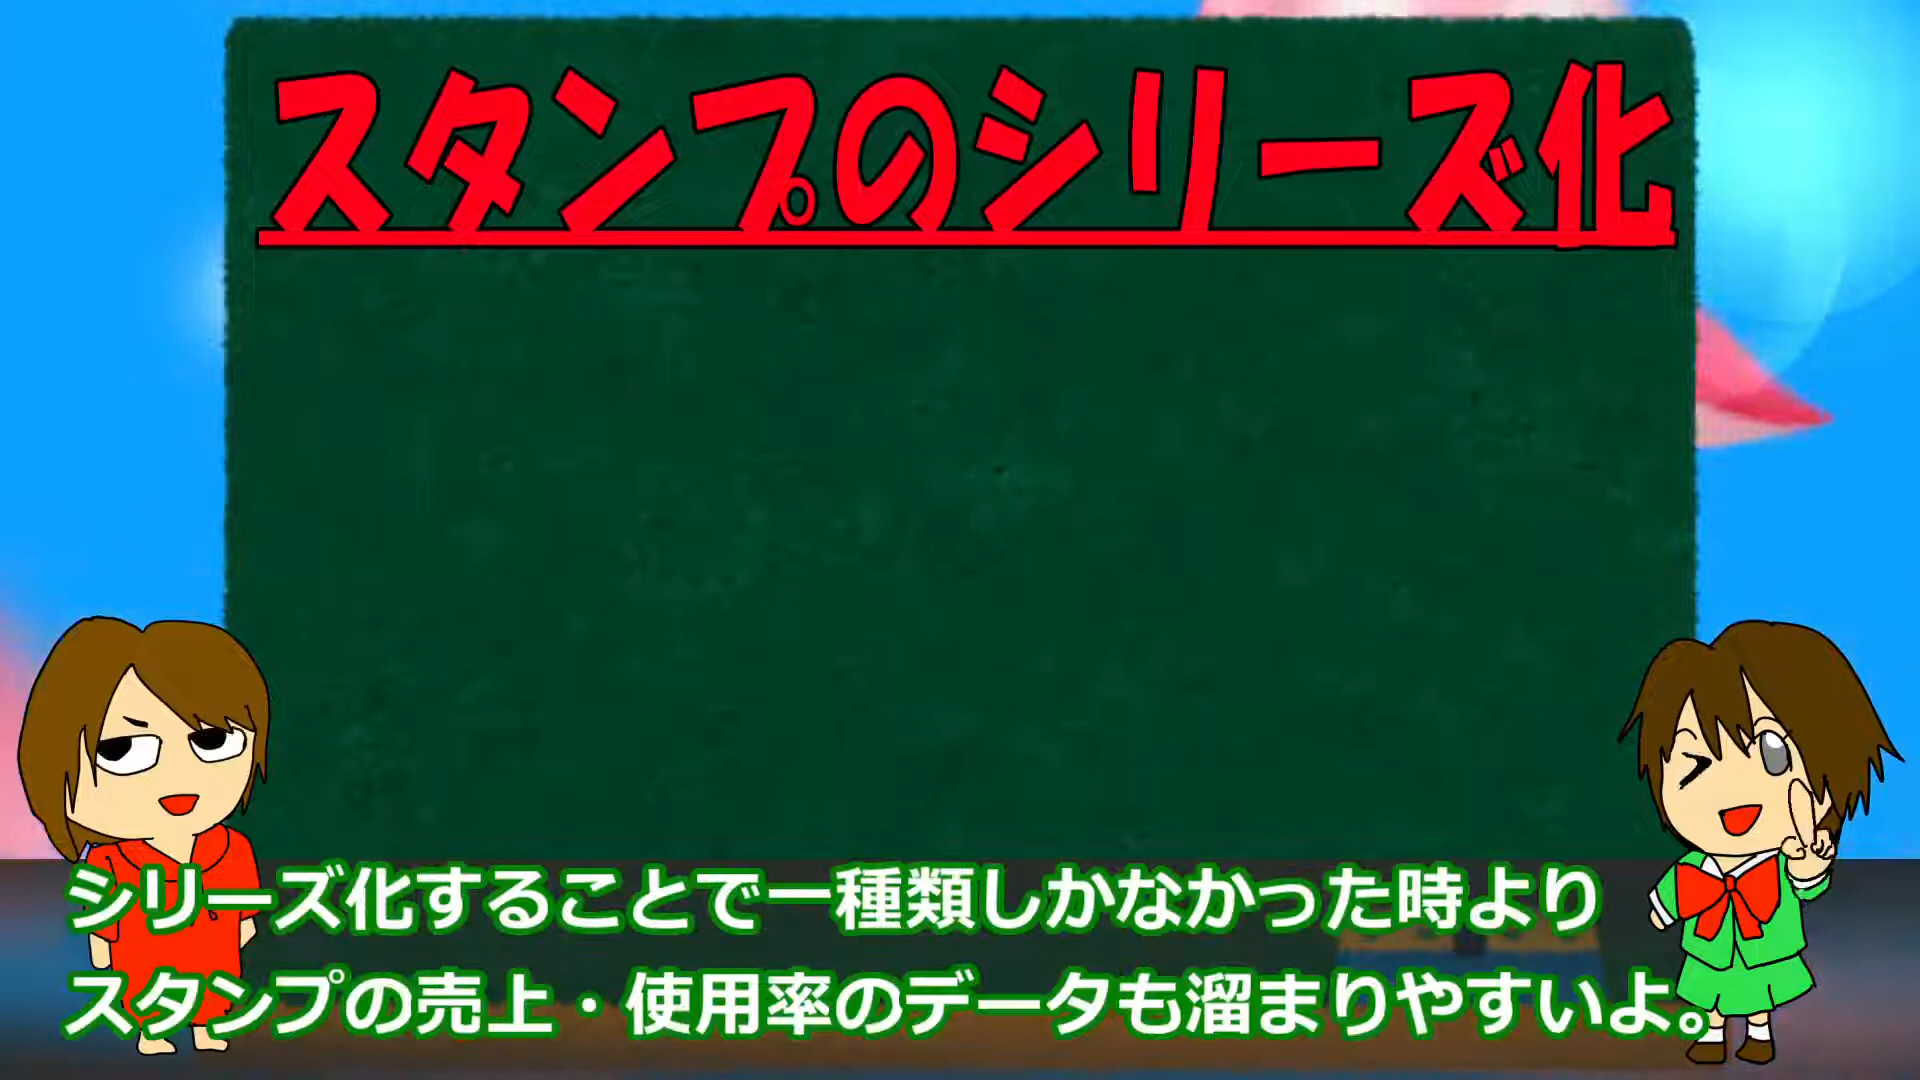 スタンプのシリーズ化
シリーズ化することで一種類しかなかった時より
スタンプの売上・使用率のデータも溜まりやすいよ。